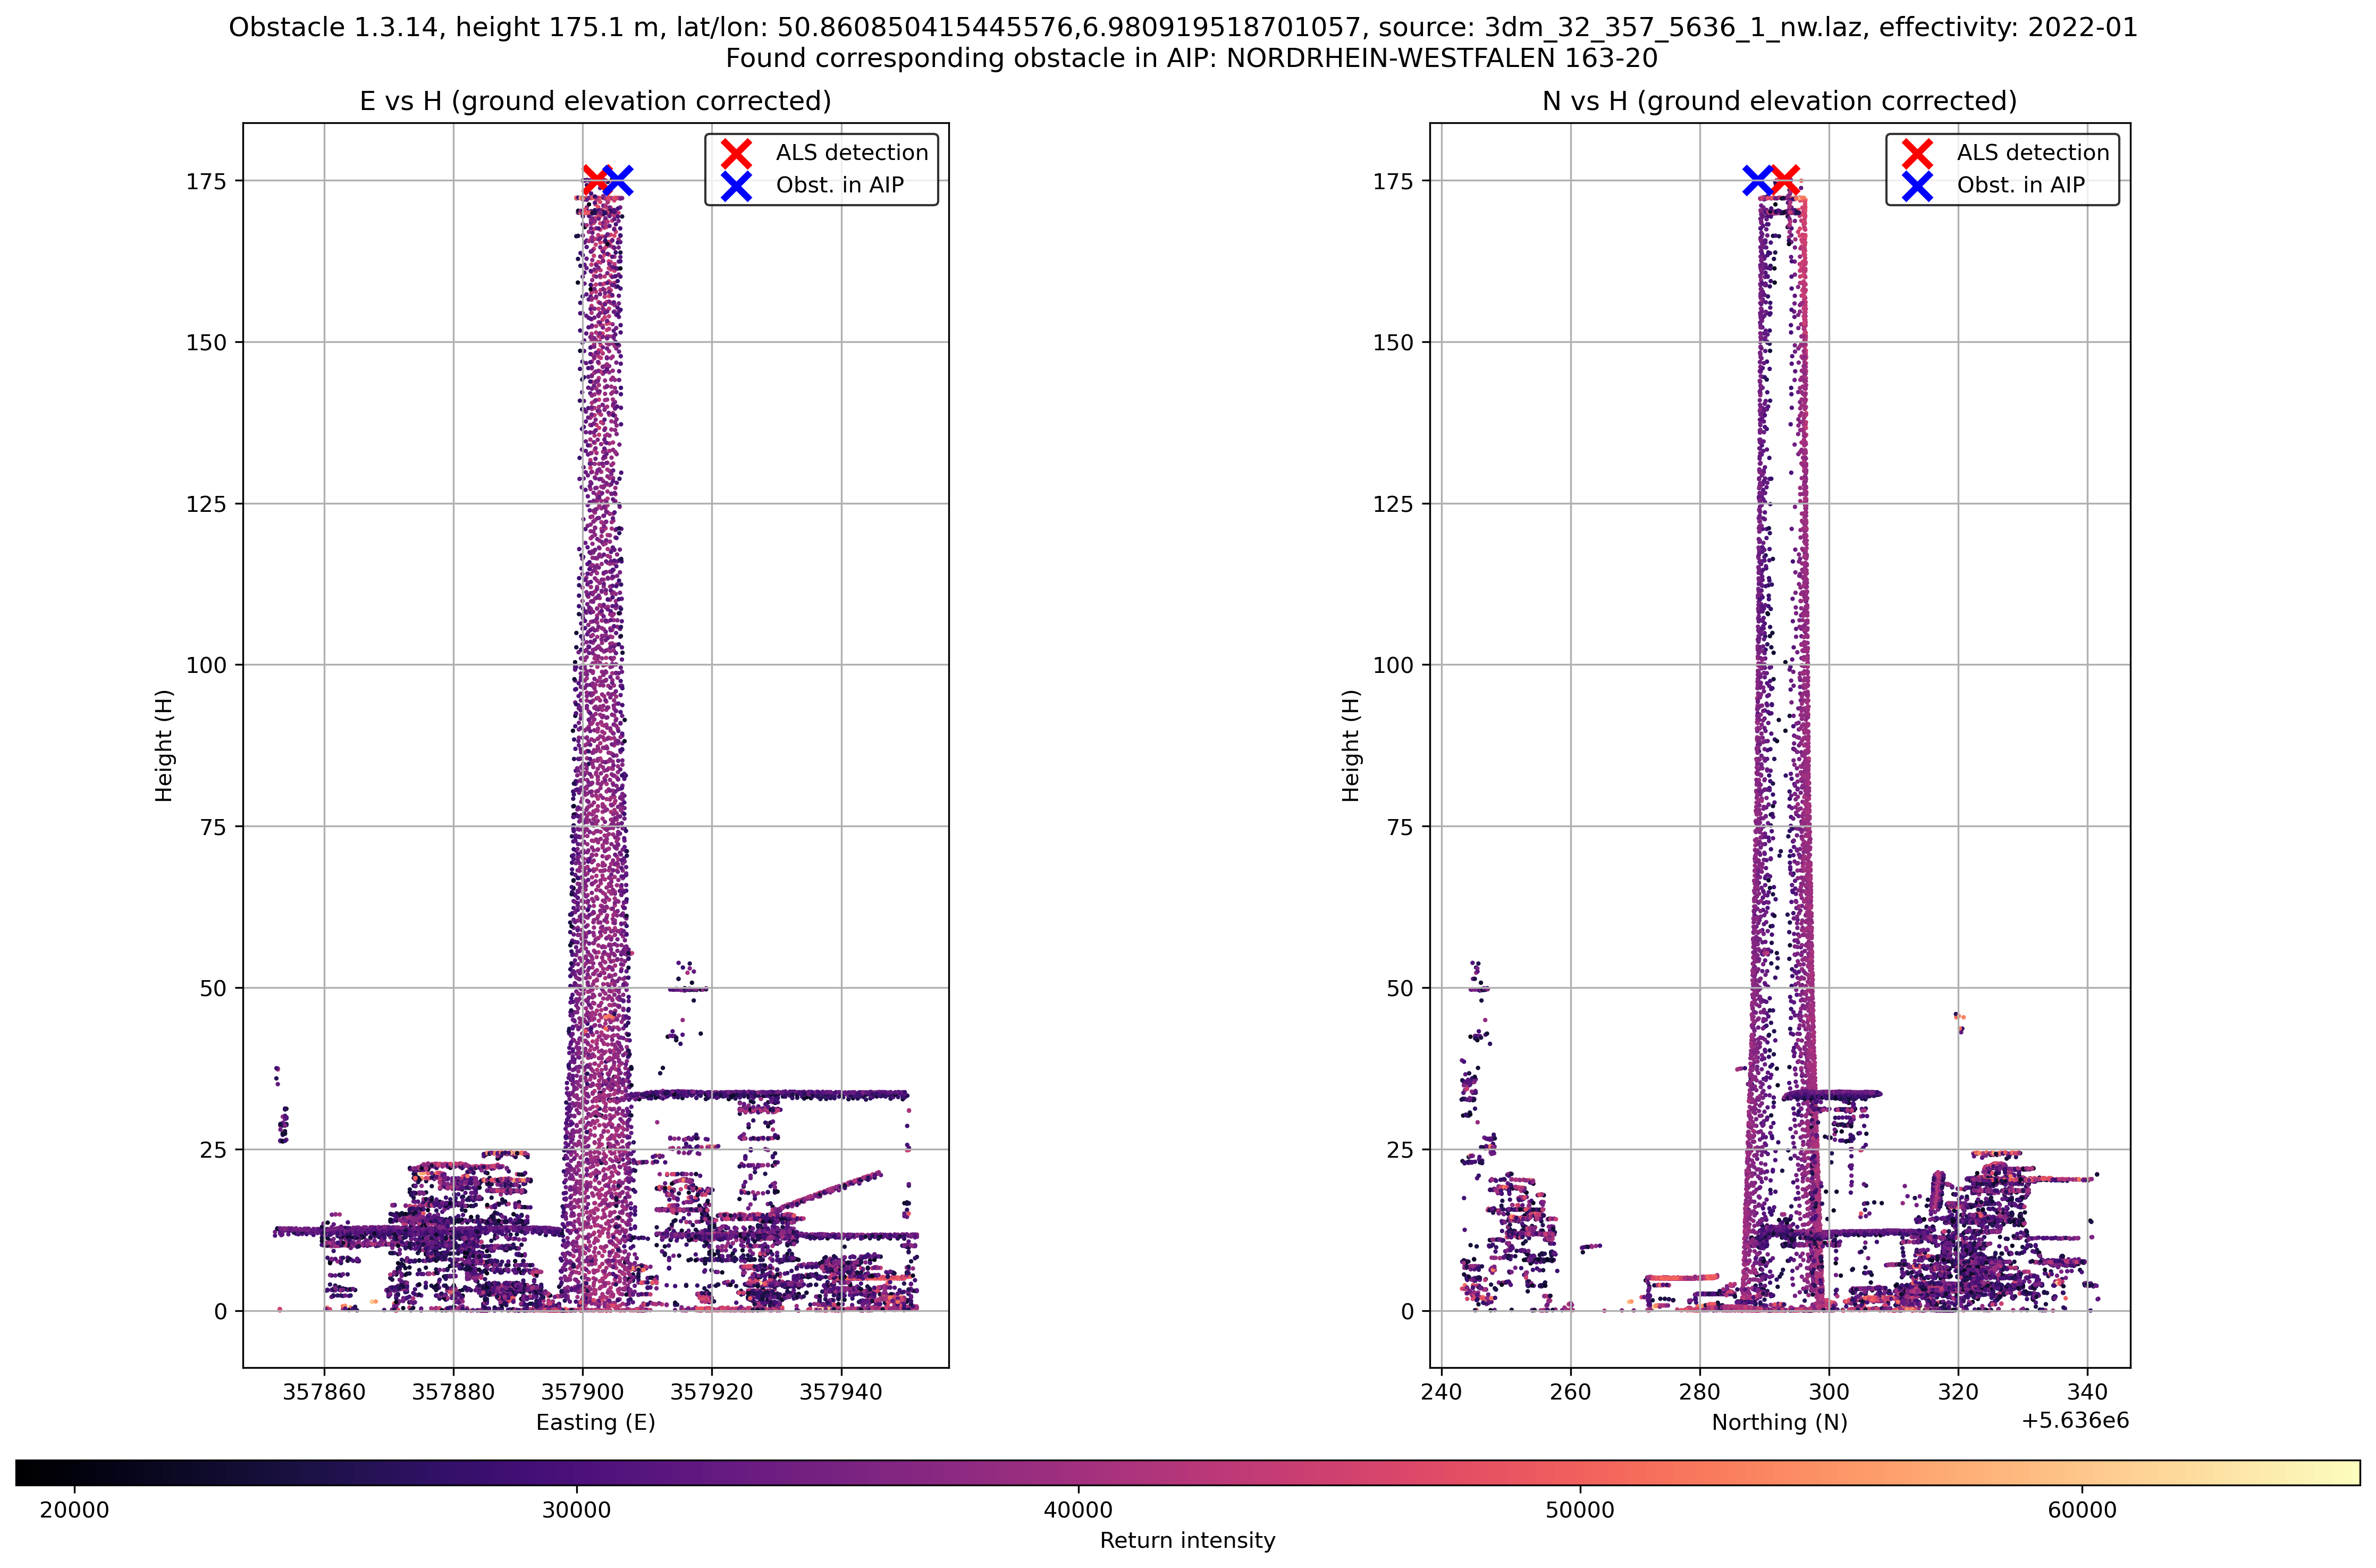 Obstacle 1.3.14, height 175.1 m, lat/lon: 50.860850415445576,6.980919518701057, source: 3dm_32_357_5636_1_nw.laz, effectivity: 2022-01
Found corresponding obstacle in AIP: NORDRHEIN-WESTFALEN 163-20
E vs H (ground elevation corrected)
ALS detection
Obst. in AIP
175
150
125
100
75
50
25
0
Height (H)
357860 357880 357900 357920 357940
Easting (E)
N vs H (ground elevation corrected)
ALS detection
Obst. in AIP
175
150
125
100
75
50
25
0
Height (H)
240 260 280 300 320 340
+5.636e6
Northing (N)
20000 30000 40000 50000 60000
Return intensity